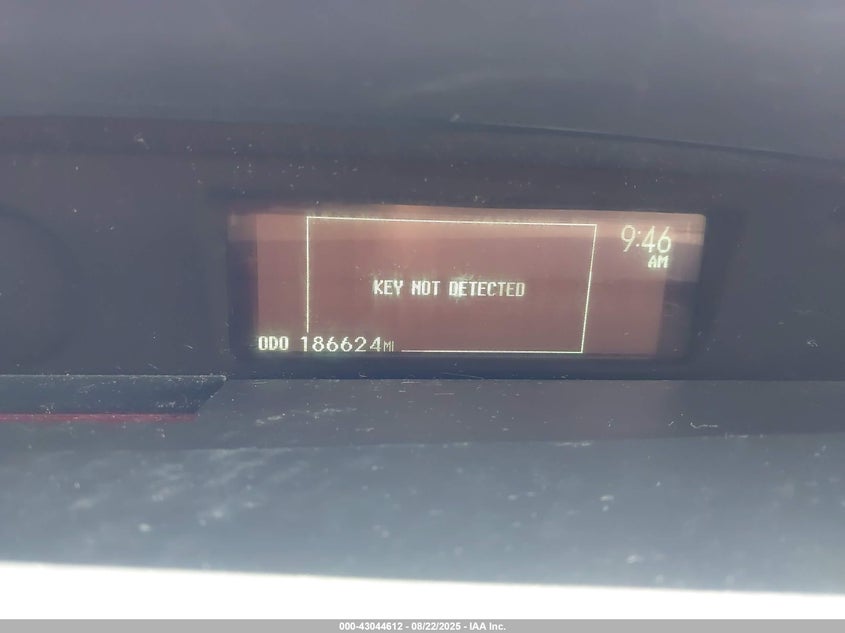 9:46
AM
KEY NOT DETECTED
ODO 186624MI
000-43044612 - 08/22/2025 - IAA Inc.